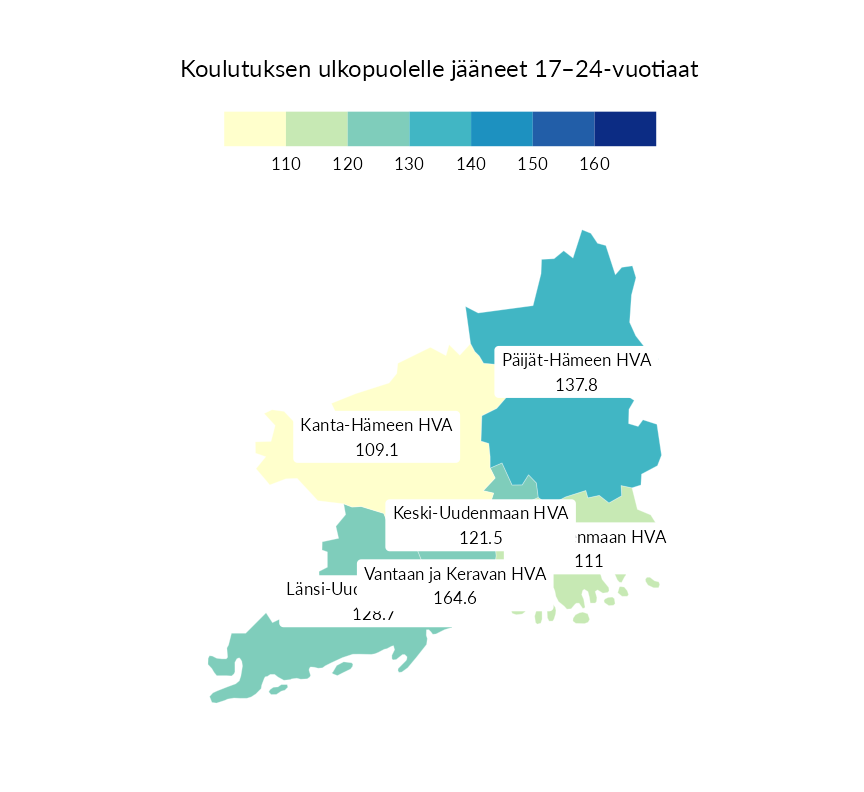 Koulutuksen ulkopuolelle jääneet 17–24-vuotiaat
110 120 130 140 150 160
Päijät-Hämeen HVA
137.8
Kanta-Hämeen HVA
109.1
Keski-Uudenmaan HVA
121.5
nmaan HVA
111
Vantaan ja Keravan HVA
164.6
Länsi-Uu
128.7